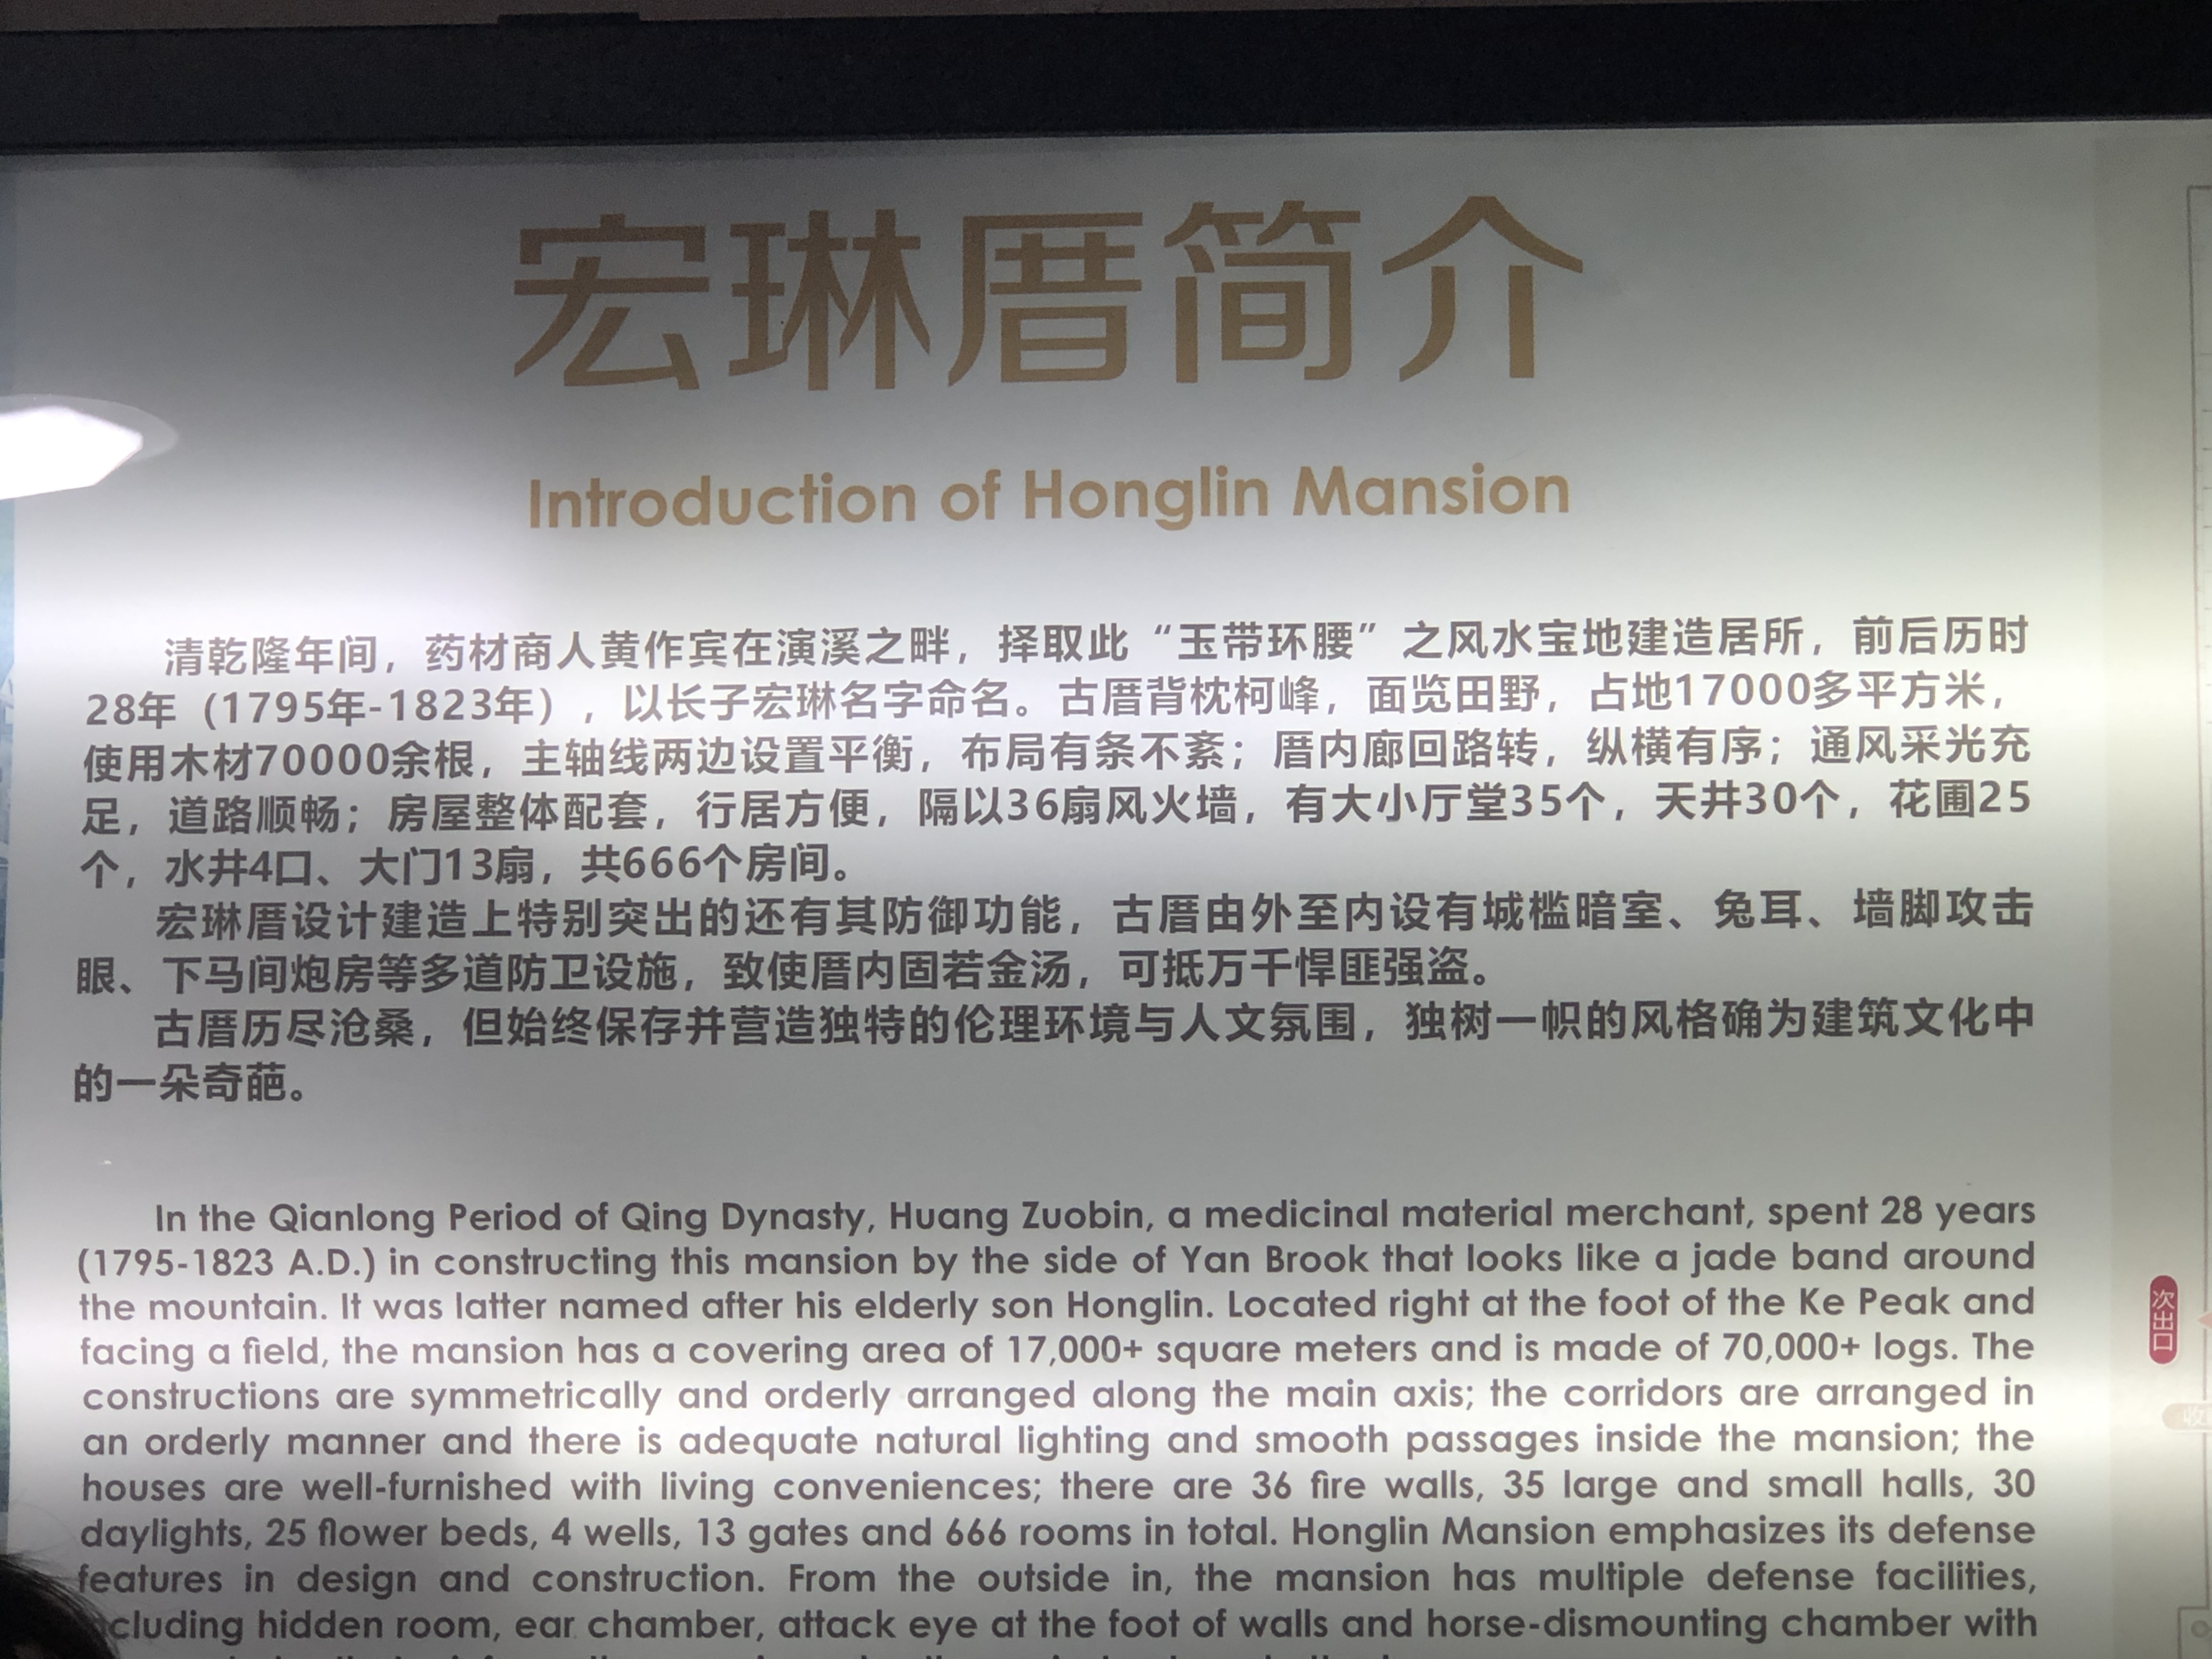 宏琳厝简介
Introduction of Honglin Mansion
清乾隆年间，药材商人黄作宾在演溪之畔，择取此“玉带环腰”之风水宝地建造居所，前后历时
28年（1795年-1823年），以长子宏琳名字命名。古厝背枕柯峰，面览田野，占地17000多平方米，
使用木材70000余根，主轴线两边设置平衡，布局有条不紊；厝内廊回路转，纵横有序；通风采光充
足，道路顺畅；房屋整体配套，行居方便，隔以36扇风火墙，有大小厅堂35个，天井30个，花圃25
个，水井4口、大门13扇，共666个房间。
宏琳厝设计建造上特别突出的还有其防御功能，古厝由外至内设有城槛暗室、兔耳、墙脚攻击
眼、下马间炮房等多道防卫设施，致使厝内固若金汤，可抵万千悍匪强盗。
古厝历尽沧桑，但始终保存并营造独特的伦理环境与人文氛围，独树一帜的风格确为建筑文化中
的一朵奇葩。
In the Qianlong Period of Qing Dynasty, Huang Zuobin, a medicinal material merchant, spent 28 years
(1795-1823 A.D.) in constructing this mansion by the side of Yan Brook that looks like a jade band around
the mountain. It was latter named after his elderly son Honglin. Located right at the foot of the Ke Peak and
facing a field, the mansion has a covering area of 17,000+ square meters and is made of 70,000+ logs. The
constructions are symmetrically and orderly arranged along the main axis; the corridors are arranged in
an orderly manner and there is adequate natural lighting and smooth passages inside the mansion; the
houses are well-furnished with living conveniences; there are 36 fire walls, 35 large and small halls, 30
daylights, 25 flower beds, 4 wells, 13 gates and 666 rooms in total. Honglin Mansion emphasizes its defense
features in design and construction. From the outside in, the mansion has multiple defense facilities,
cluding hidden room, ear chamber, attack eye at the foot of walls and horse-dismounting chamber with
次出口